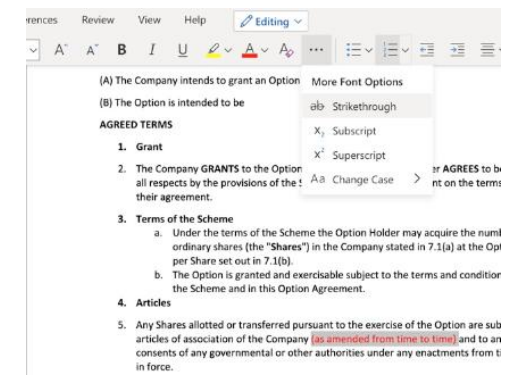 rences Review View Help Editing
A^ A˅ B I U A A ...
(A) The Company intends to grant an Option
More Font Options
(B) The Option is intended to be
ab Strikethrough
AGREED TERMS
X₂ Subscript
1. Grant
X² Superscript
2. The Company GRANTS to the Option er AGREES to b
Aa Change Case >
all respects by the provisions of the nt on the terms
their agreement.
3. Terms of the Scheme
a. Under the terms of the Scheme the Option Holder may acquire the num
ordinary shares (the "Shares") in the Company stated in 7.1(a) at the Opt
per Share set out in 7.1(b).
b. The Option is granted and exercisable subject to the terms and condition
the Scheme and in this Option Agreement.
4. Articles
5. Any Shares allotted or transferred pursuant to the exercise of the Option are sub
articles of association of the Company (as amended from time to time) and to an
consents of any governmental or other authorities under any enactments from ti
in force.